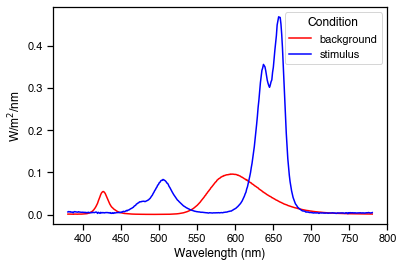 Condition
background
stimulus
W/m²/nm
0.4
0.3
0.2
0.1
0.0
400 450 500 550 600 650 700 750 800
Wavelength (nm)